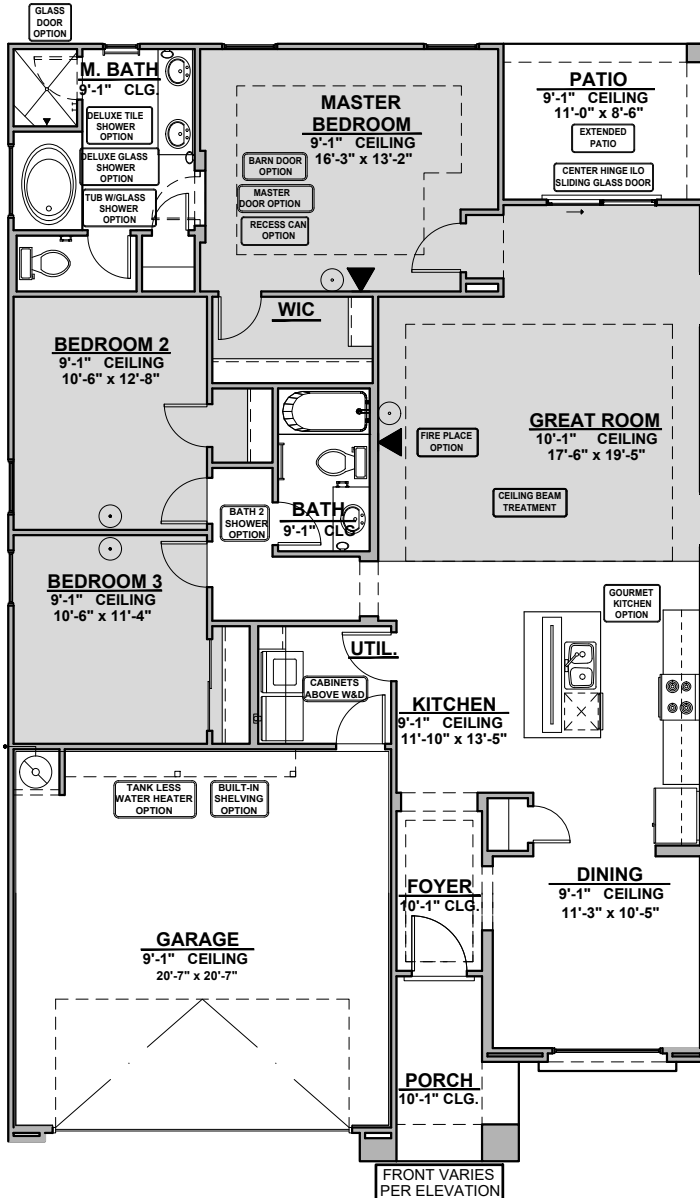 GLASS
DOOR
OPTION
M. BATH
9'-1" CLG.
DELUXE TILE
SHOWER
OPTION
DELUXE GLASS
SHOWER
OPTION
TUB W/GLASS
SHOWER
OPTION
MASTER
BEDROOM
9'-1" CEILING
16'-3" x 13'-2"
BARN DOOR
OPTION
MASTER
DOOR OPTION
RECESS CAN
OPTION
PATIO
9'-1" CEILING
11'-0" x 8'-6"
EXTENDED
PATIO
CENTER HINGE ILO
SLIDING GLASS DOOR
WIC
BEDROOM 2
9'-1" CEILING
10'-6" x 12'-8"
GREAT ROOM
10'-1" CEILING
17'-6" x 19'-5"
FIRE PLACE
OPTION
CEILING BEAM
TREATMENT
BATH 2
SHOWER
OPTION
BATH
9'-1" CLG
BEDROOM 3
9'-1" CEILING
10'-6" x 11'-4"
GOURMET
KITCHEN
OPTION
UTIL.
CABINETS
ABOVE W&D
KITCHEN
9'-1" CEILING
11'-10" x 13'-5"
TANK LESS
WATER HEATER
OPTION
BUILT-IN
SHELVING
OPTION
FOYER
10'-1" CLG.
DINING
9'-1" CEILING
11'-3" x 10'-5"
GARAGE
9'-1" CEILING
20'-7" x 20'-7"
PORCH
10'-1" CLG.
FRONT VARIES
PER ELEVATION